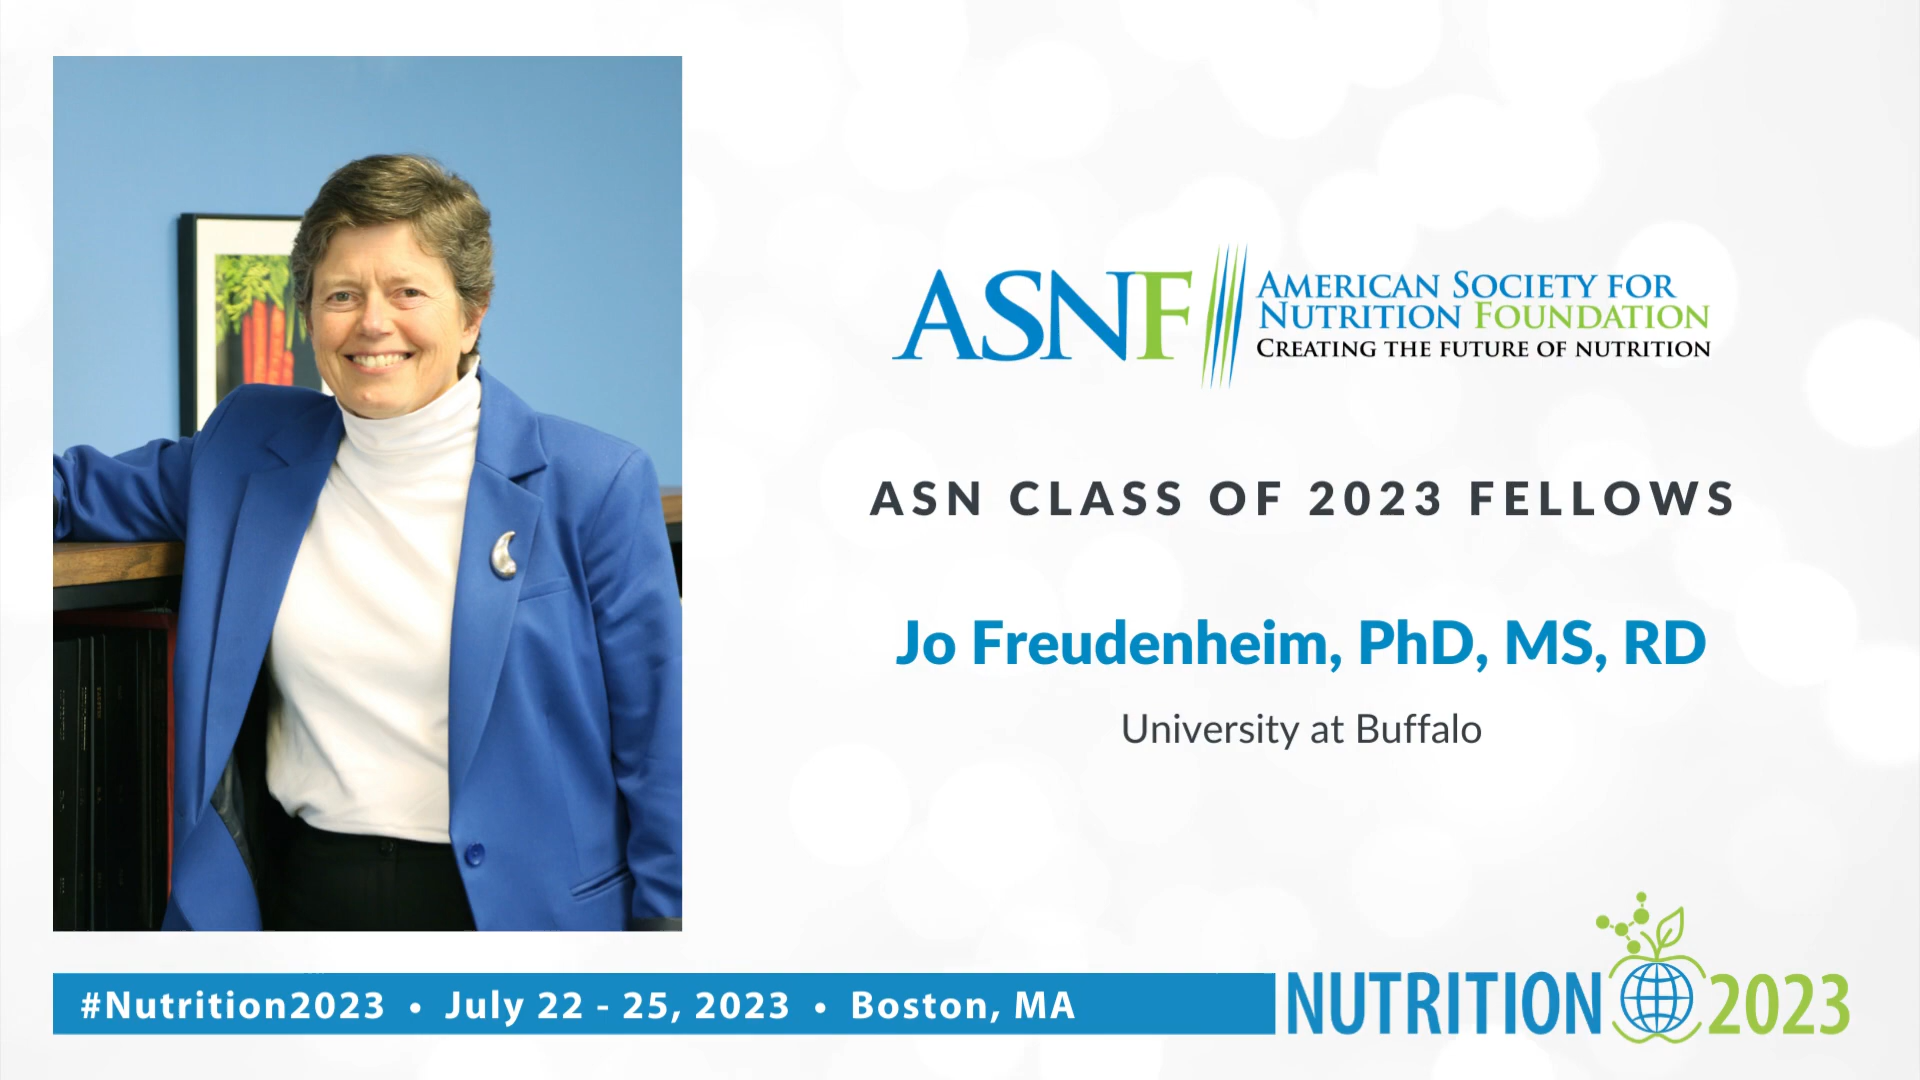 ASNF
AMERICAN SOCIETY FOR
NUTRITION FOUNDATION
CREATING THE FUTURE OF NUTRITION
ASN CLASS OF 2023 FELLOWS
Jo Freudenheim, PhD, MS, RD
University at Buffalo
#Nutrition2023 • July 22 - 25, 2023 • Boston, MA
NUTRITION 2023